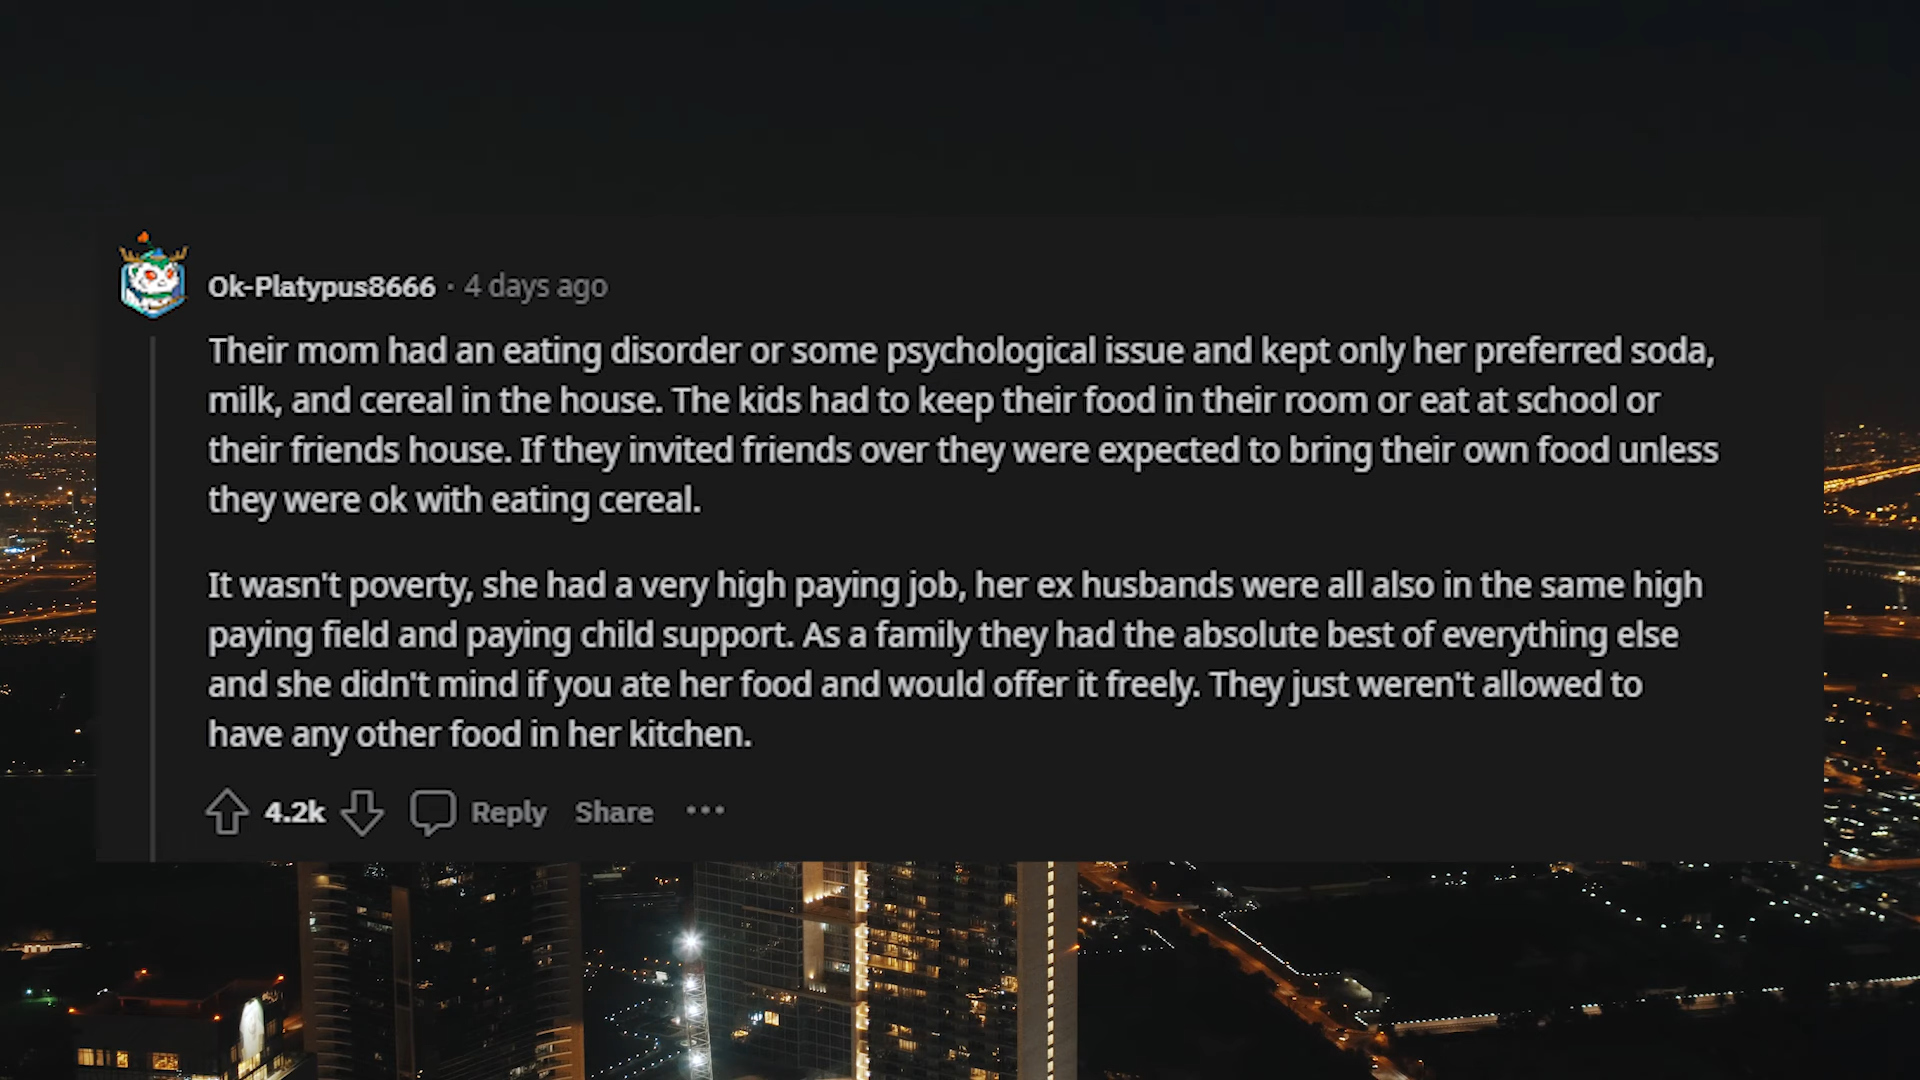 Ok-Platypus8666 · 4 days ago
Their mom had an eating disorder or some psychological issue and kept only her preferred soda,
milk, and cereal in the house. The kids had to keep their food in their room or eat at school or
their friends house. If they invited friends over they were expected to bring their own food unless
they were ok with eating cereal.
It wasn't poverty, she had a very high paying job, her ex husbands were all also in the same high
paying field and paying child support. As a family they had the absolute best of everything else
and she didn't mind if you ate her food and would offer it freely. They just weren't allowed to
have any other food in her kitchen.
4.2k Reply Share ···